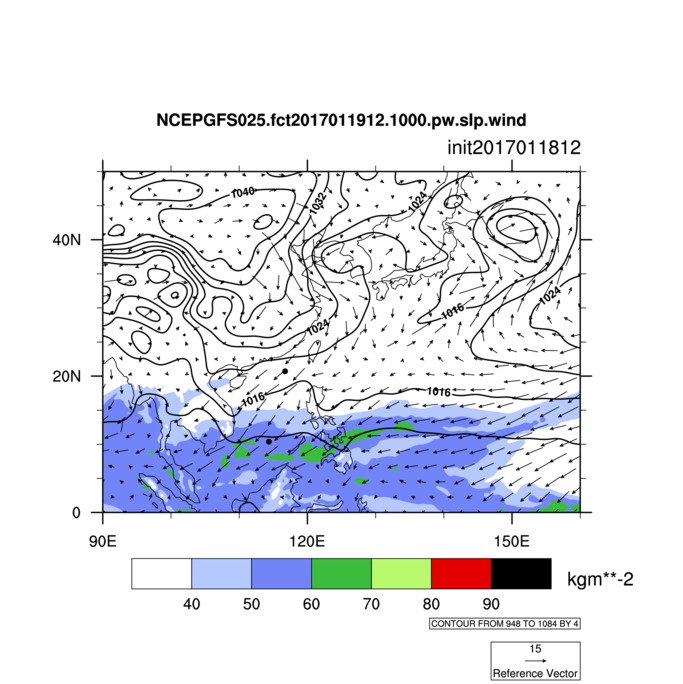 NCEPGFS025.fct2017011912.1000.pw.slp.wind
init2017011812
1040
1032
1024
40N
1024
1016
1024
20N
1016
1016
0
90E
120E
150E
40
50
60
70
80
90
kgm**-2
CONTOUR FROM 948 TO 1084 BY 4
15
Reference Vector